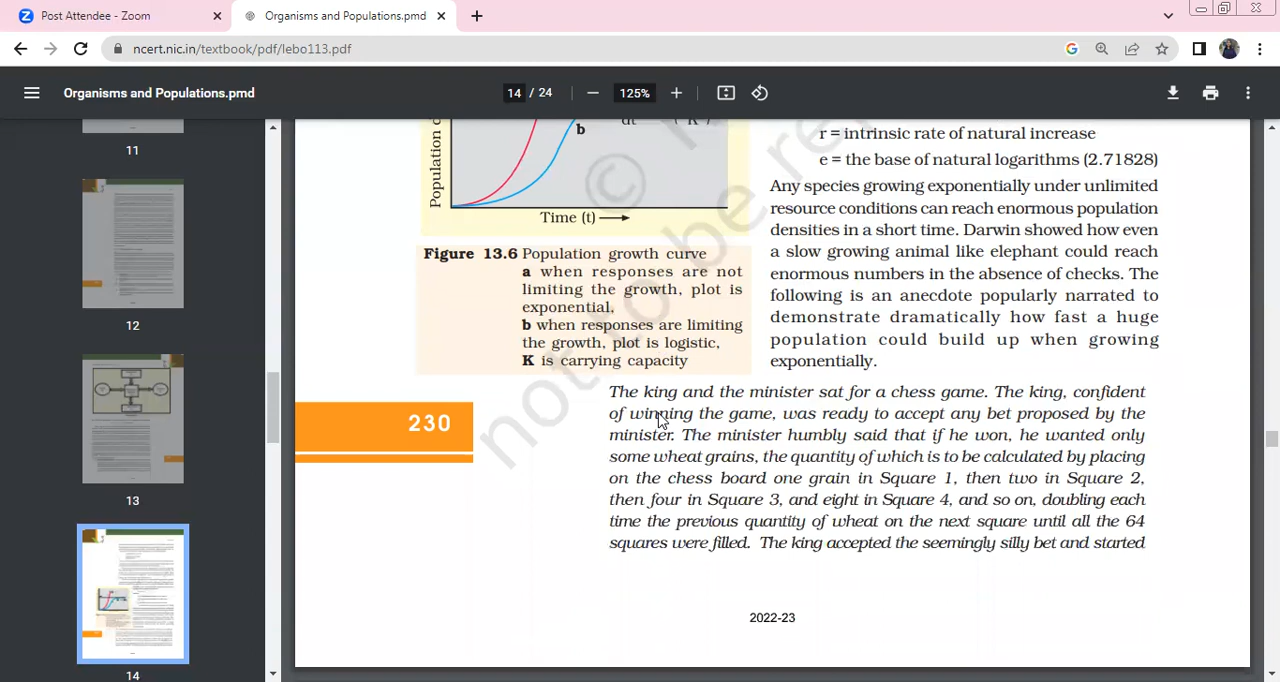 Post Attendee - Zoom
Organisms and Populations.pmd
ncert.nic.in/textbook/pdf/lebo113.pdf
Organisms and Populations.pmd
14 / 24
125%
11
12
13
14
Population
b
dt
K
Time (t)
Figure 13.6 Population growth curve
a when responses are not
limiting the growth, plot is
exponential,
b when responses are limiting
the growth, plot is logistic,
K is carrying capacity
r = intrinsic rate of natural increase
e = the base of natural logarithms (2.71828)
Any species growing exponentially under unlimited
resource conditions can reach enormous population
densities in a short time. Darwin showed how even
a slow growing animal like elephant could reach
enormous numbers in the absence of checks. The
following is an anecdote popularly narrated to
demonstrate dramatically how fast a huge
population could build up when growing
exponentially.
The king and the minister sat for a chess game. The king, confident
of winning the game, was ready to accept any bet proposed by the
minister. The minister humbly said that if he won, he wanted only
some wheat grains, the quantity of which is to be calculated by placing
on the chess board one grain in Square 1, then two in Square 2,
then four in Square 3, and eight in Square 4, and so on, doubling each
time the previous quantity of wheat on the next square until all the 64
squares were filled. The king accepted the seemingly silly bet and started
230
2022-23
© 
not to be re